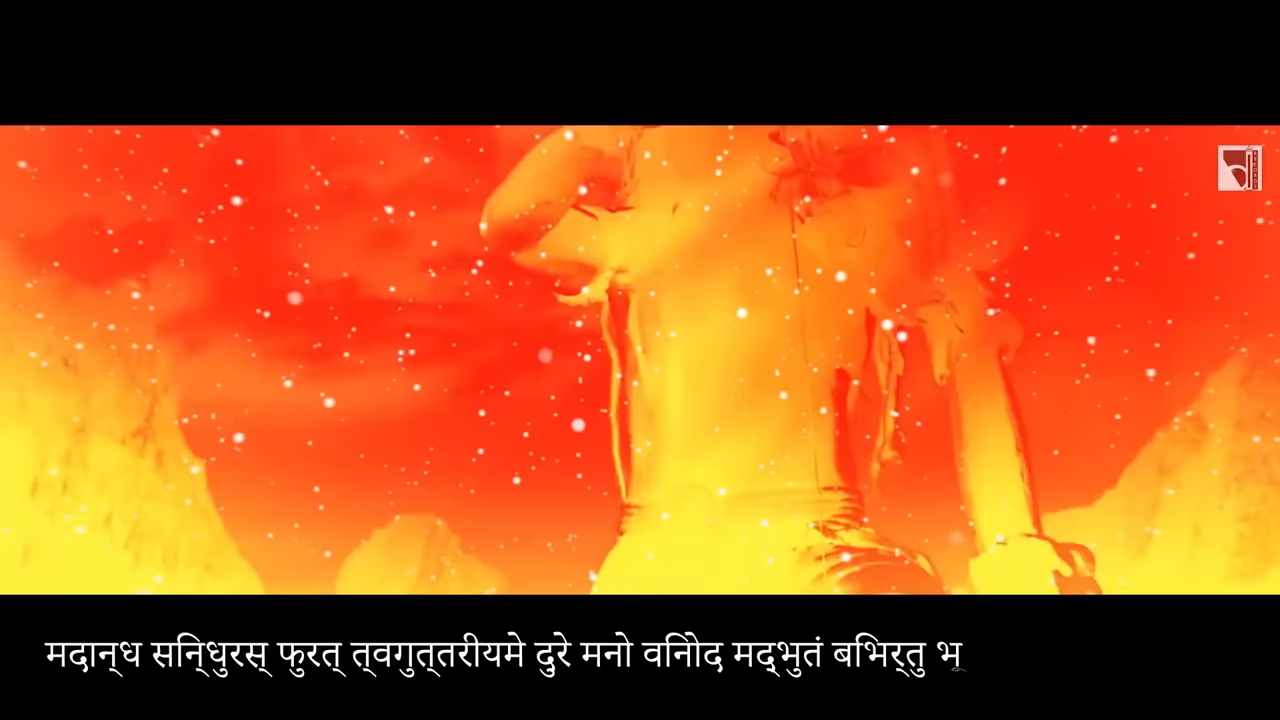 मदान्ध सनि्धुरस् फुरत् त्वगुत्तरीयमे दुरे मनो वनिोद मद्भुतं बभिर्तु भू